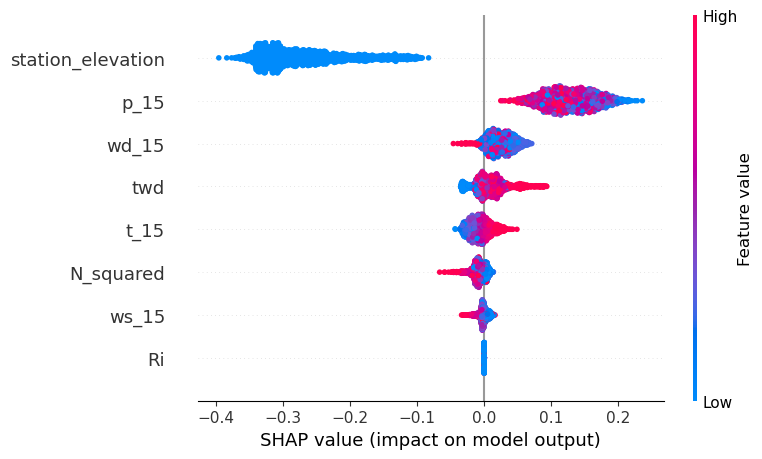 High
station_elevation
p_15
wd_15
twd
t_15
N_squared
ws_15
Ri
Feature value
Low
−0.4 −0.3 −0.2 −0.1 0.0 0.1 0.2
SHAP value (impact on model output)